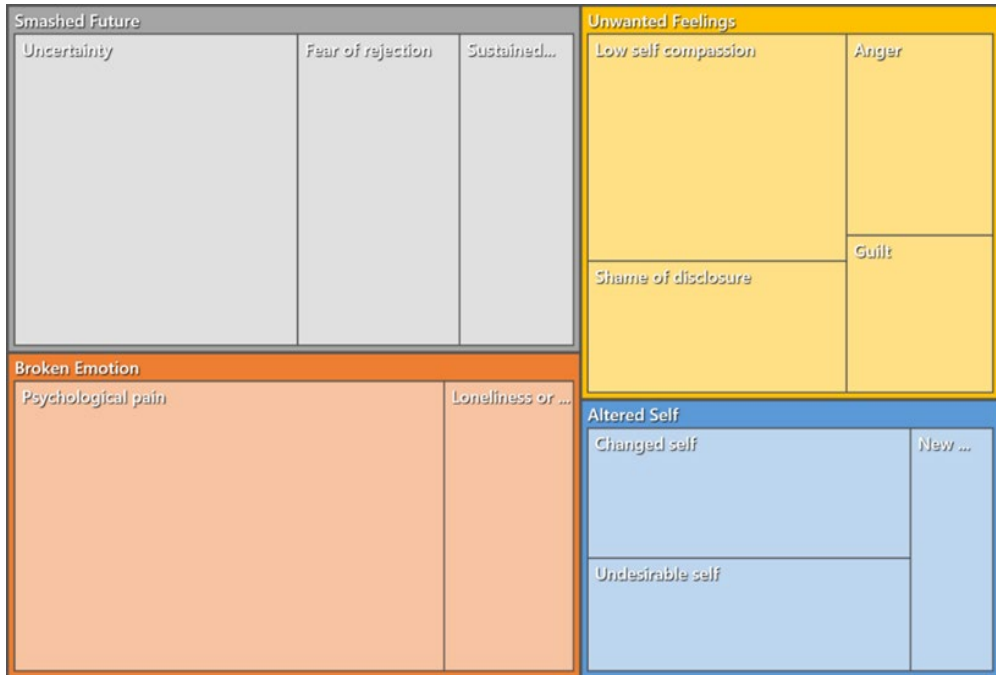 Smashed Future
Uncertainty
Fear of rejection
Sustained...
Broken Emotion
Psychological pain
Loneliness or ...
Unwanted Feelings
Low self compassion
Anger
Shame of disclosure
Guilt
Altered Self
Changed self
New ...
Undesirable self